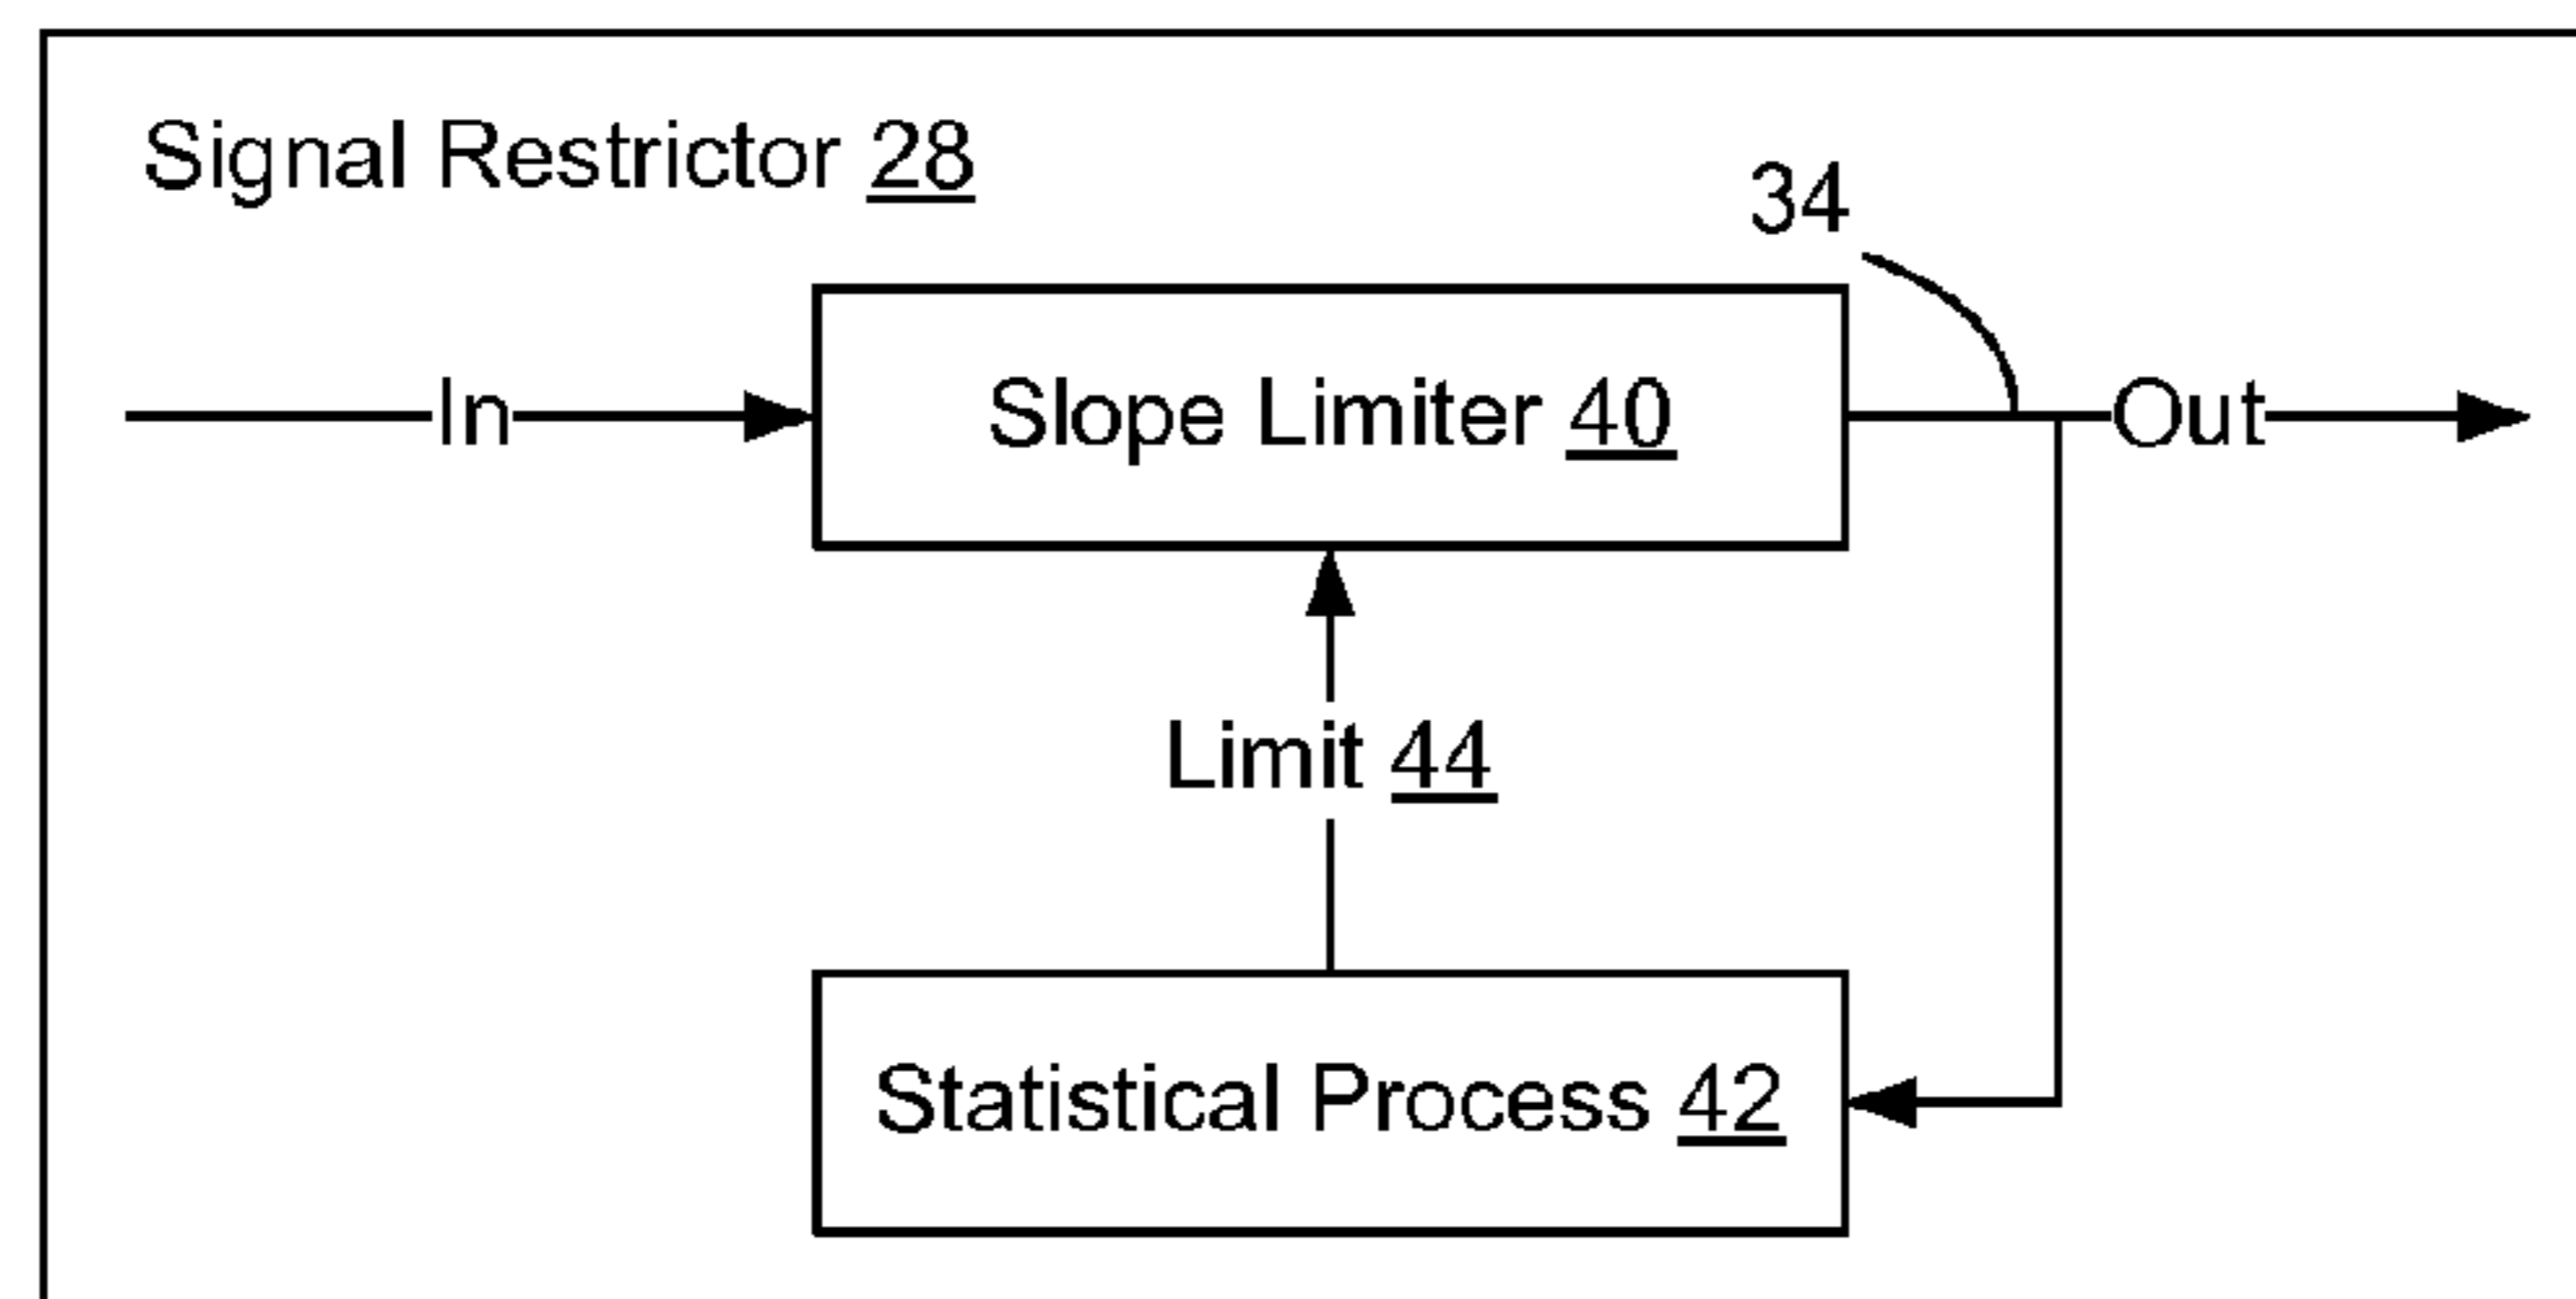 Signal Restrictor 28
34
In
Slope Limiter 40
Out
Limit 44
Statistical Process 42